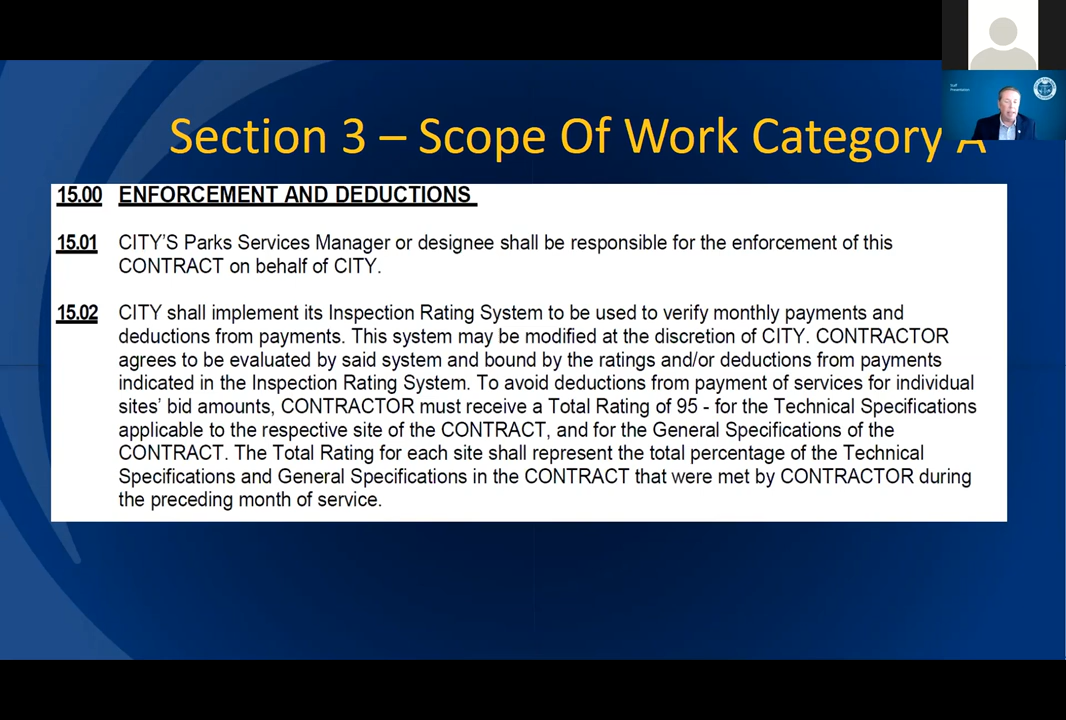 Section 3 – Scope Of Work Category A
Staff
Presentation
15.00 ENFORCEMENT AND DEDUCTIONS
15.01 CITY'S Parks Services Manager or designee shall be responsible for the enforcement of this
CONTRACT on behalf of CITY.
15.02 CITY shall implement its Inspection Rating System to be used to verify monthly payments and
deductions from payments. This system may be modified at the discretion of CITY. CONTRACTOR
agrees to be evaluated by said system and bound by the ratings and/or deductions from payments
indicated in the Inspection Rating System. To avoid deductions from payment of services for individual
sites' bid amounts, CONTRACTOR must receive a Total Rating of 95 - for the Technical Specifications
applicable to the respective site of the CONTRACT, and for the General Specifications of the
CONTRACT. The Total Rating for each site shall represent the total percentage of the Technical
Specifications and General Specifications in the CONTRACT that were met by CONTRACTOR during
the preceding month of service.